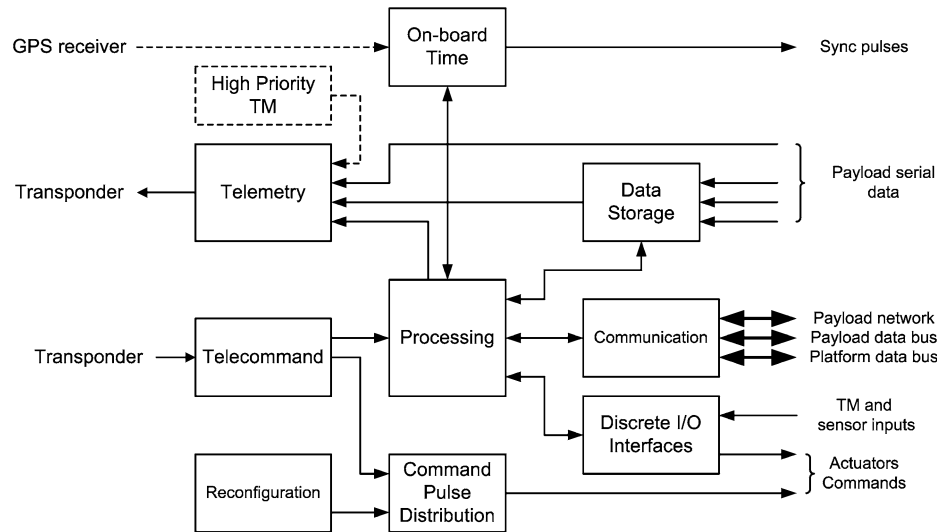 GPS receiver
On-board
Time
Sync pulses
High Priority
TM
Transponder
Telemetry
Data
Storage
Payload serial
data
Transponder
Telecommand
Processing
Communication
Payload network
Payload data bus
Platform data bus
Discrete I/O
Interfaces
TM and
sensor inputs
Reconfiguration
Command
Pulse
Distribution
Actuators
Commands